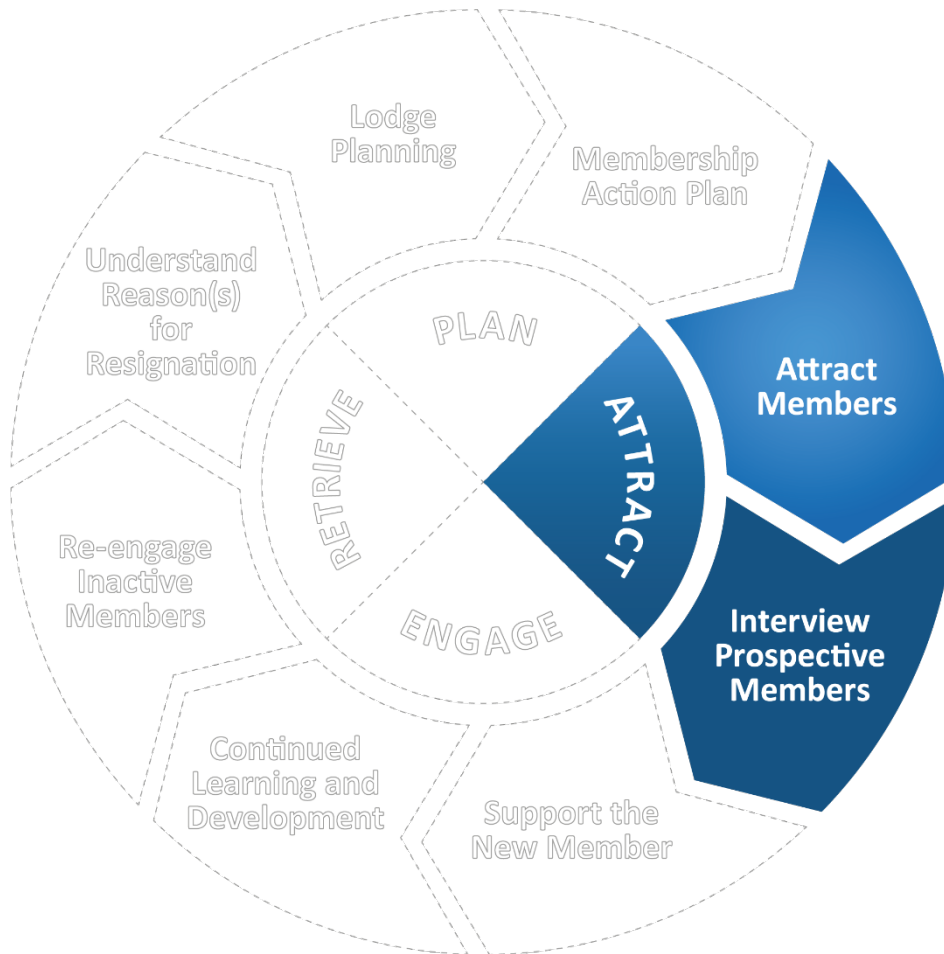 Lodge
Planning
Membership
Action Plan
Understand
Reason(s)
for
Resignation
PLAN
Attract
Members
ATTRACT
RETRIEVE
Re-engage
Inactive
Members
ENGAGE
Interview
Prospective
Members
Continued
Learning and
Development
Support the
New Member